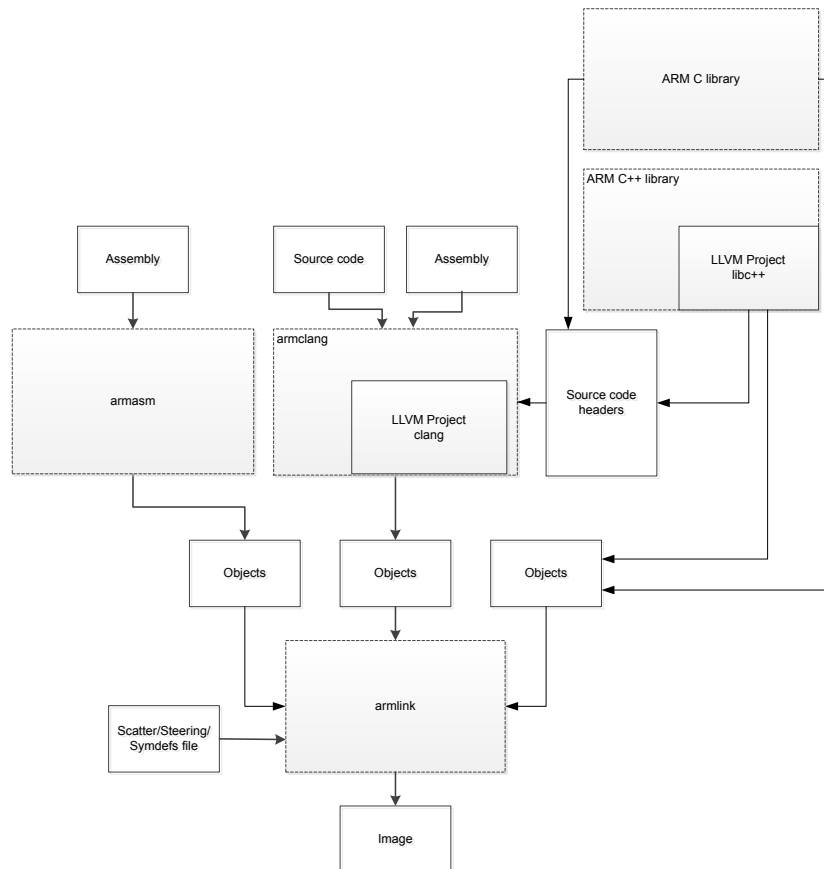 ARM C library
ARM C++ library
LLVM Project
libc++
Assembly
Source code
Assembly
armclang
armasm
LLVM Project
clang
Source code
headers
Objects
Objects
Objects
armlink
Scatter/Steering/
Symdefs file
Image